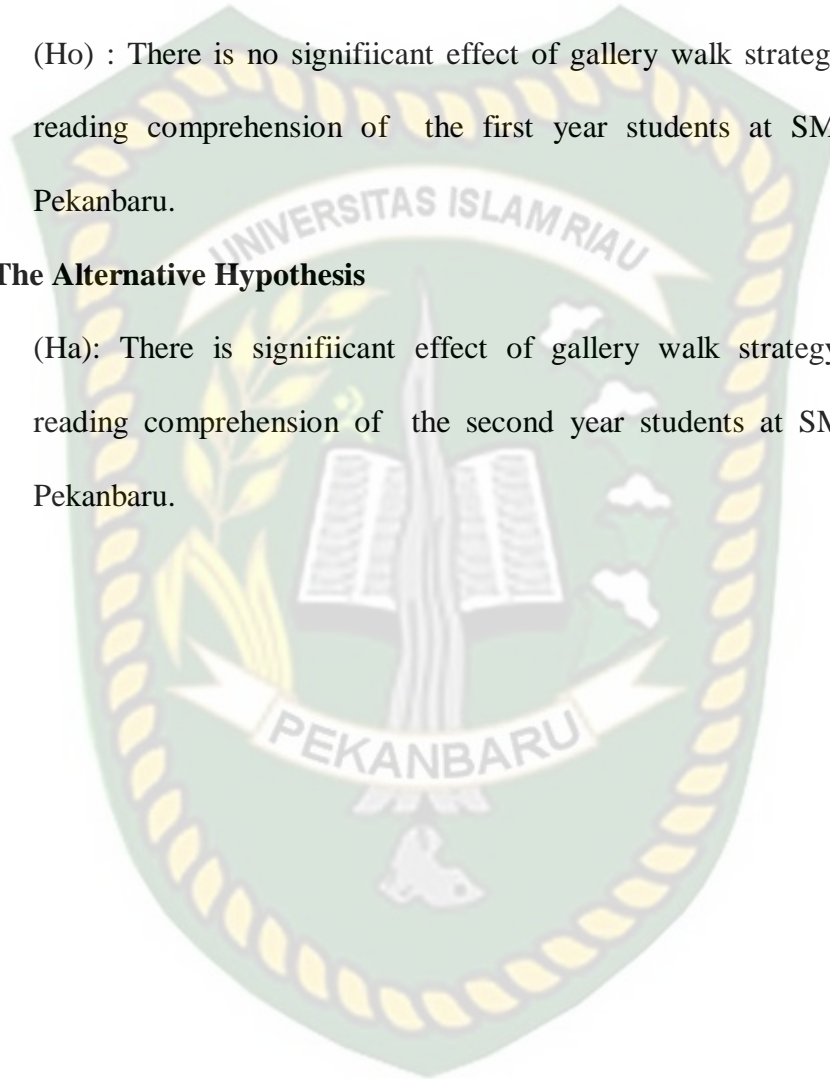 (Ho) : There is no signifiicant effect of gallery walk strateg
reading comprehension of the first year students at SM
Pekanbaru.
UNIVERSITAS ISLAM RIAU
The Alternative Hypothesis
(Ha): There is signifiicant effect of gallery walk strategy
reading comprehension of the second year students at SM
Pekanbaru.
PEKANBARU